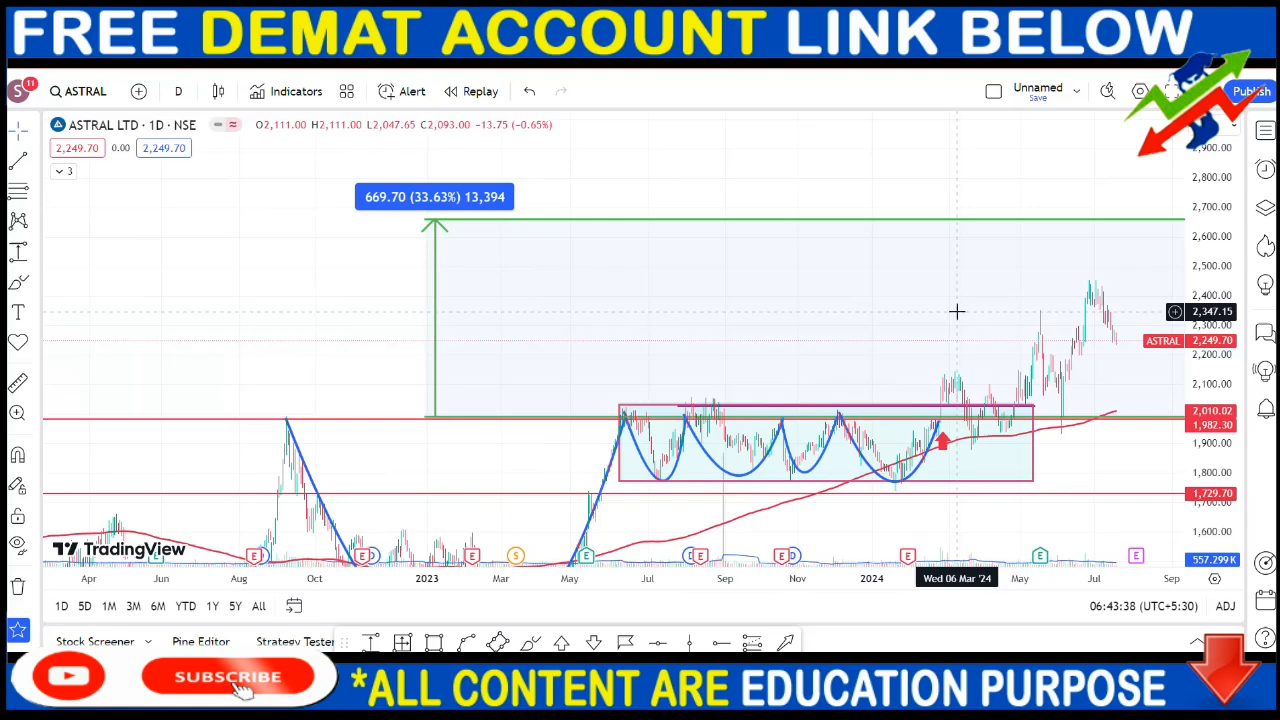 FREE DEMAT ACCOUNT LINK BELOW
S 11 ASTRAL D Indicators Alert Replay Unnamed Save Publish
ASTRAL LTD · 1D · NSE O2,111.00 H2,111.00 L2,047.65 C2,093.00 −13.75 (−0.65%)
2,249.70 0.00 2,249.70
3
669.70 (33.63%) 13,394
2,900.00
2,800.00
2,700.00
2,600.00
2,500.00
2,400.00
2,347.15
2,300.00
ASTRAL 2,249.70
2,200.00
2,100.00
2,010.02
1,982.30
1,900.00
1,800.00
1,729.70
1,700.00
1,600.00
557.299K
TradingView
E E D E D E S E D E E D E E E
Apr Jun Aug Oct 2023 Mar May Jul Sep Nov 2024 Wed 06 Mar '24 May Jul Sep
1D 5D 1M 3M 6M YTD 1Y 5Y All 06:43:38 (UTC+5:30) ADJ
Stock Screener Pine Editor Strategy Tester
SUBSCRIBE
*ALL CONTENT ARE EDUCATION PURPOSE